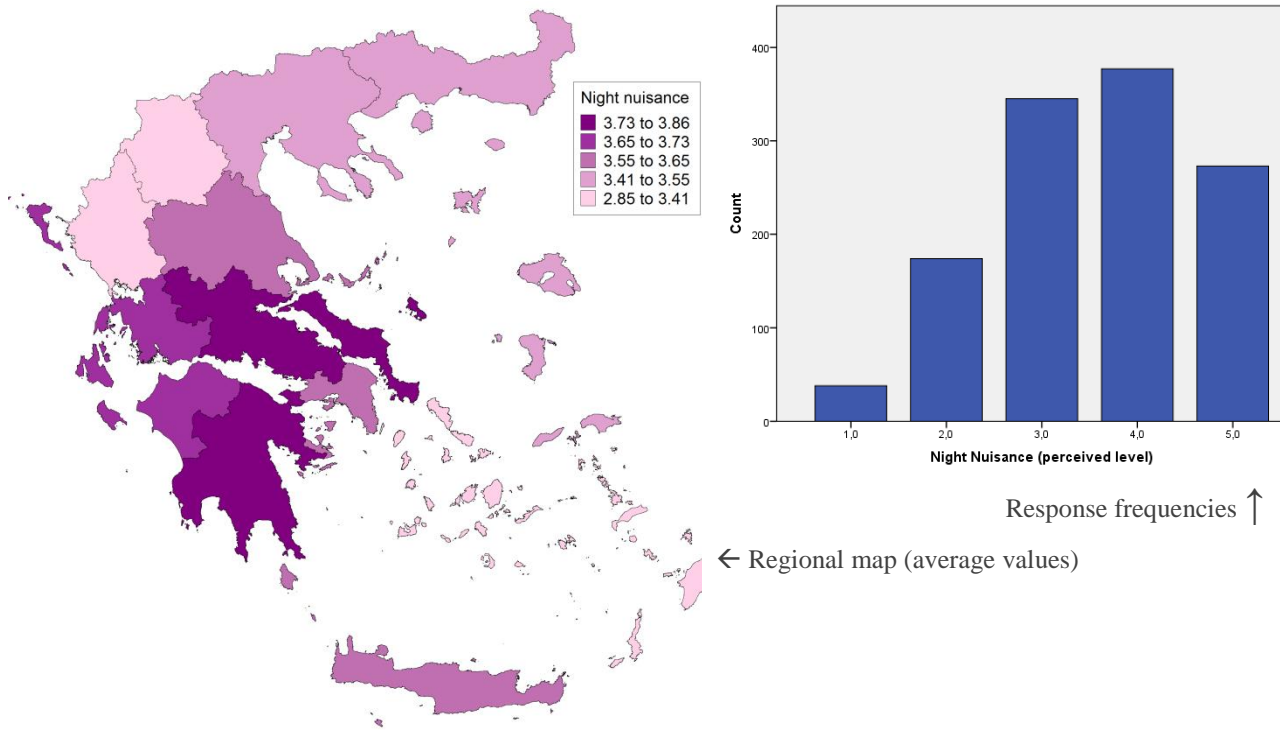 Night nuisance
3.73 to 3.86
3.65 to 3.73
3.55 to 3.65
3.41 to 3.55
2.85 to 3.41
400
300
200
100
0
Count
1,0 2,0 3,0 4,0 5,0
Night Nuisance (perceived level)
Response frequencies ↑
← Regional map (average values)